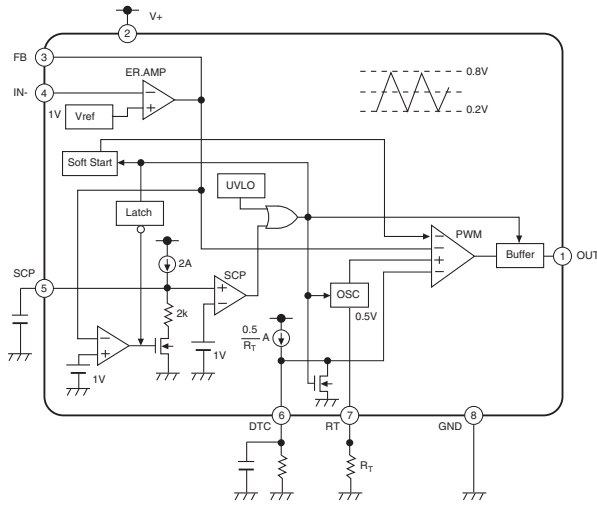 V+
2
FB
3
ER.AMP
0.8V
IN-
4
1V
Vref
0.2V
Soft Start
UVLO
Latch
PWM
SCP
2A
SCP
Buffer
1
OUT
5
OSC
2k
0.5V
0.5
R_T
A
1V
1V
6
7
8
DTC
RT
GND
R_T